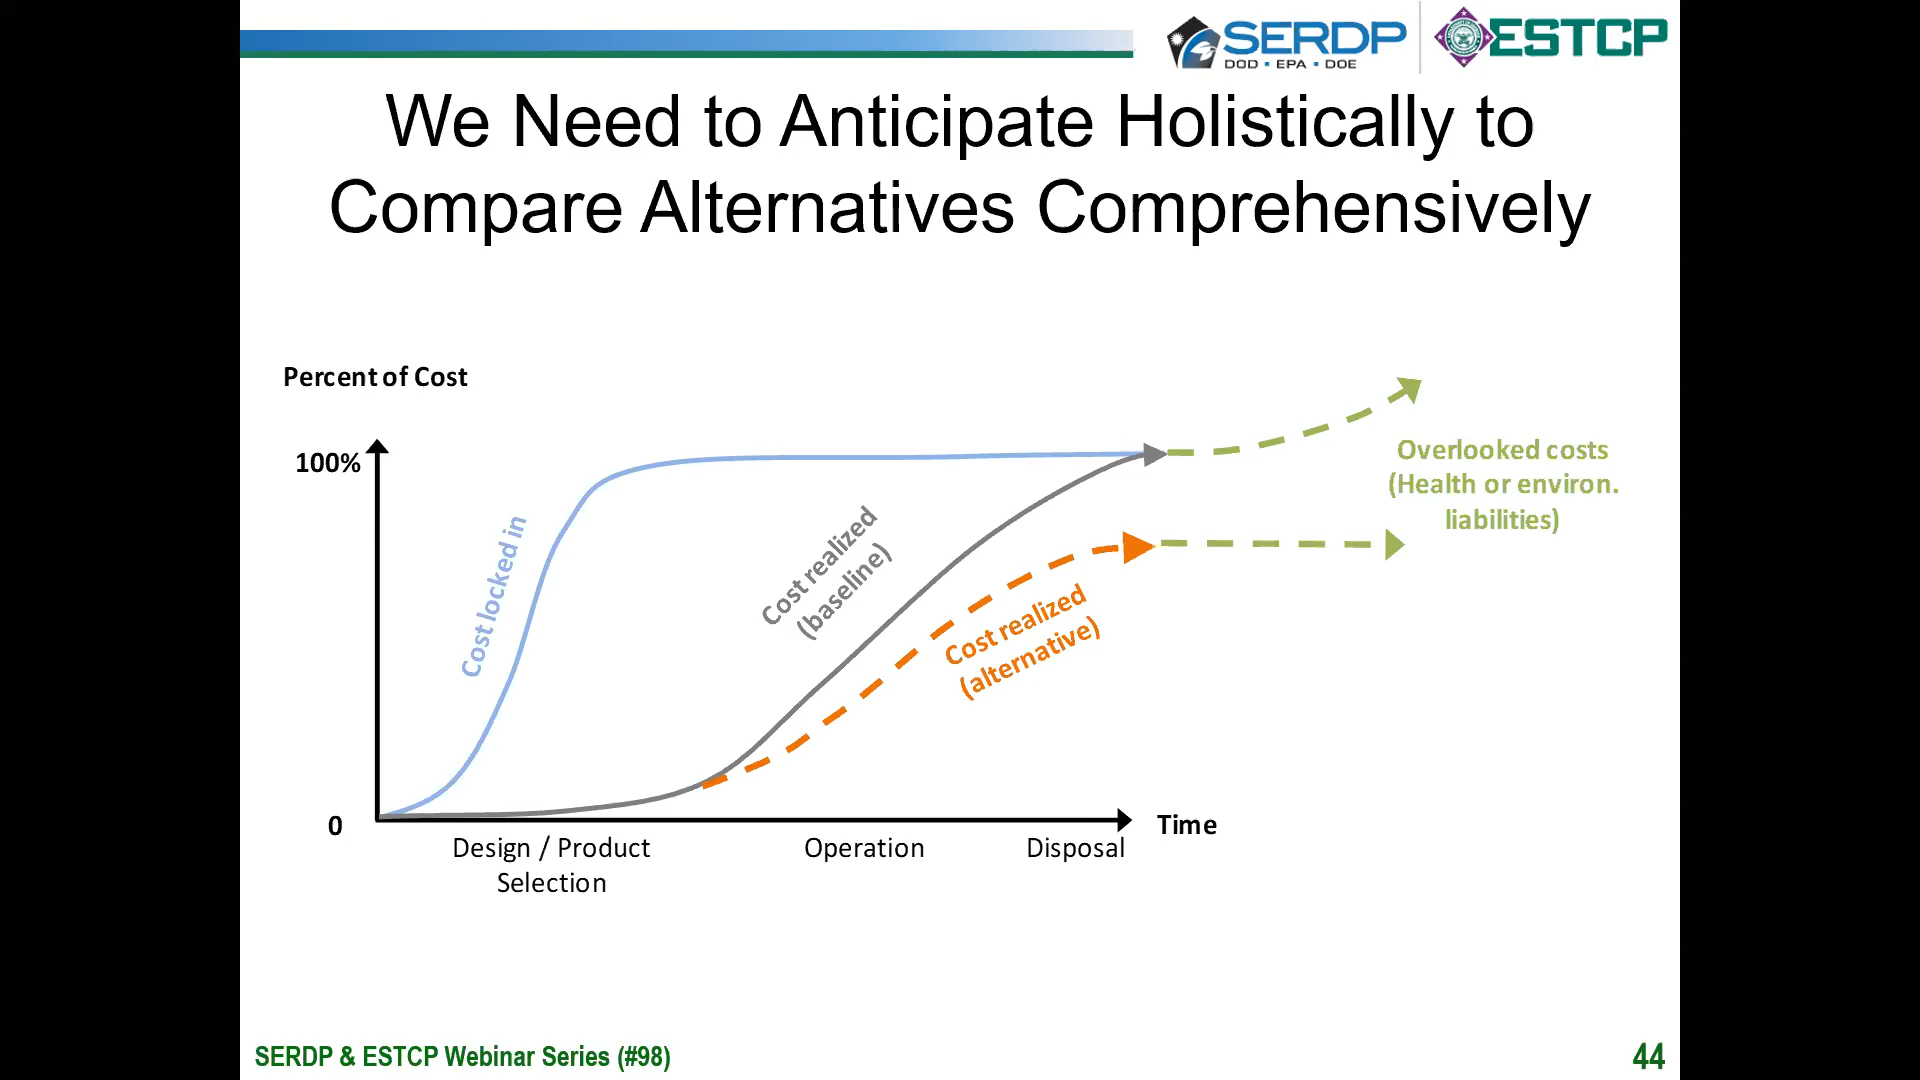 SERDP
DOD • EPA • DOE
ESTCP
We Need to Anticipate Holistically to
Compare Alternatives Comprehensively
Percent of Cost
100%
0
Cost locked in
Cost realized
(baseline)
Cost realized
(alternative)
Overlooked costs
(Health or environ.
liabilities)
Time
Design / Product
Selection
Operation
Disposal
SERDP & ESTCP Webinar Series (#98)
44